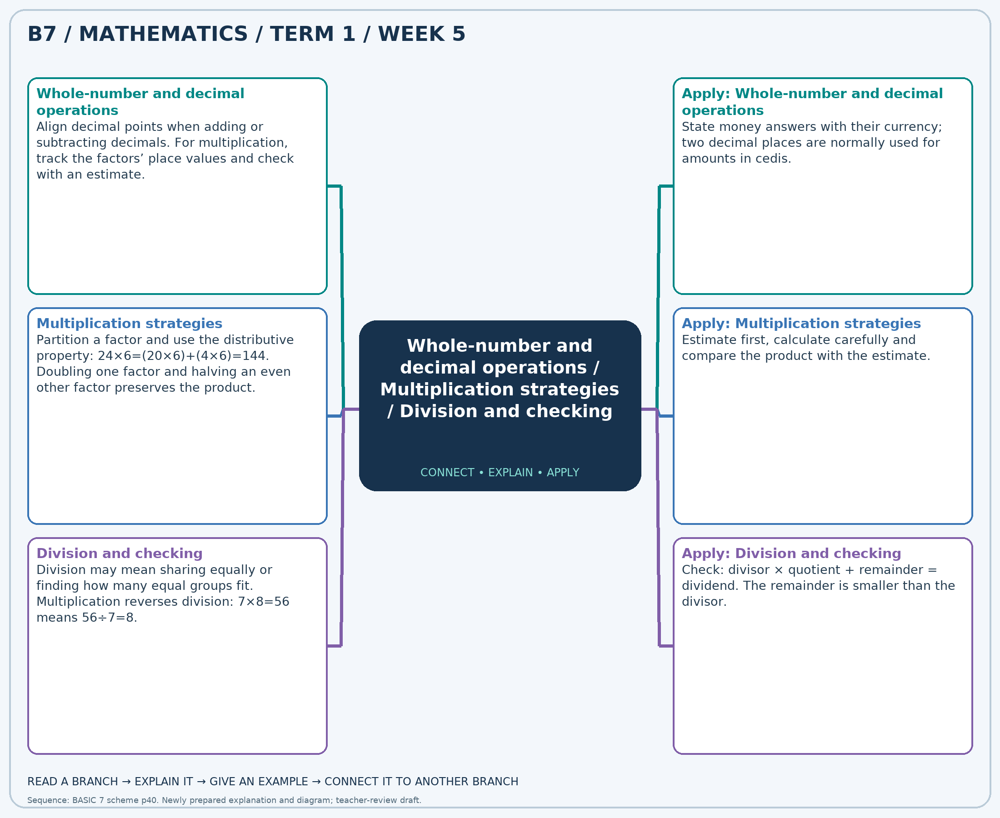 B7 / MATHEMATICS / TERM 1 / WEEK 5
Whole-number and decimal
operations
Align decimal points when adding or
subtracting decimals. For multiplication,
track the factors’ place values and check
with an estimate.
Multiplication strategies
Partition a factor and use the distributive
property: 24×6=(20×6)+(4×6)=144.
Doubling one factor and halving an even
other factor preserves the product.
Division and checking
Division may mean sharing equally or
finding how many equal groups fit.
Multiplication reverses division: 7×8=56
means 56÷7=8.
Whole-number and
decimal operations /
Multiplication strategies
/ Division and checking
CONNECT • EXPLAIN • APPLY
Apply: Whole-number and decimal
operations
State money answers with their currency;
two decimal places are normally used for
amounts in cedis.
Apply: Multiplication strategies
Estimate first, calculate carefully and
compare the product with the estimate.
Apply: Division and checking
Check: divisor × quotient + remainder =
dividend. The remainder is smaller than the
divisor.
READ A BRANCH → EXPLAIN IT → GIVE AN EXAMPLE → CONNECT IT TO ANOTHER BRANCH
Sequence: BASIC 7 scheme p40. Newly prepared explanation and diagram; teacher-review draft.